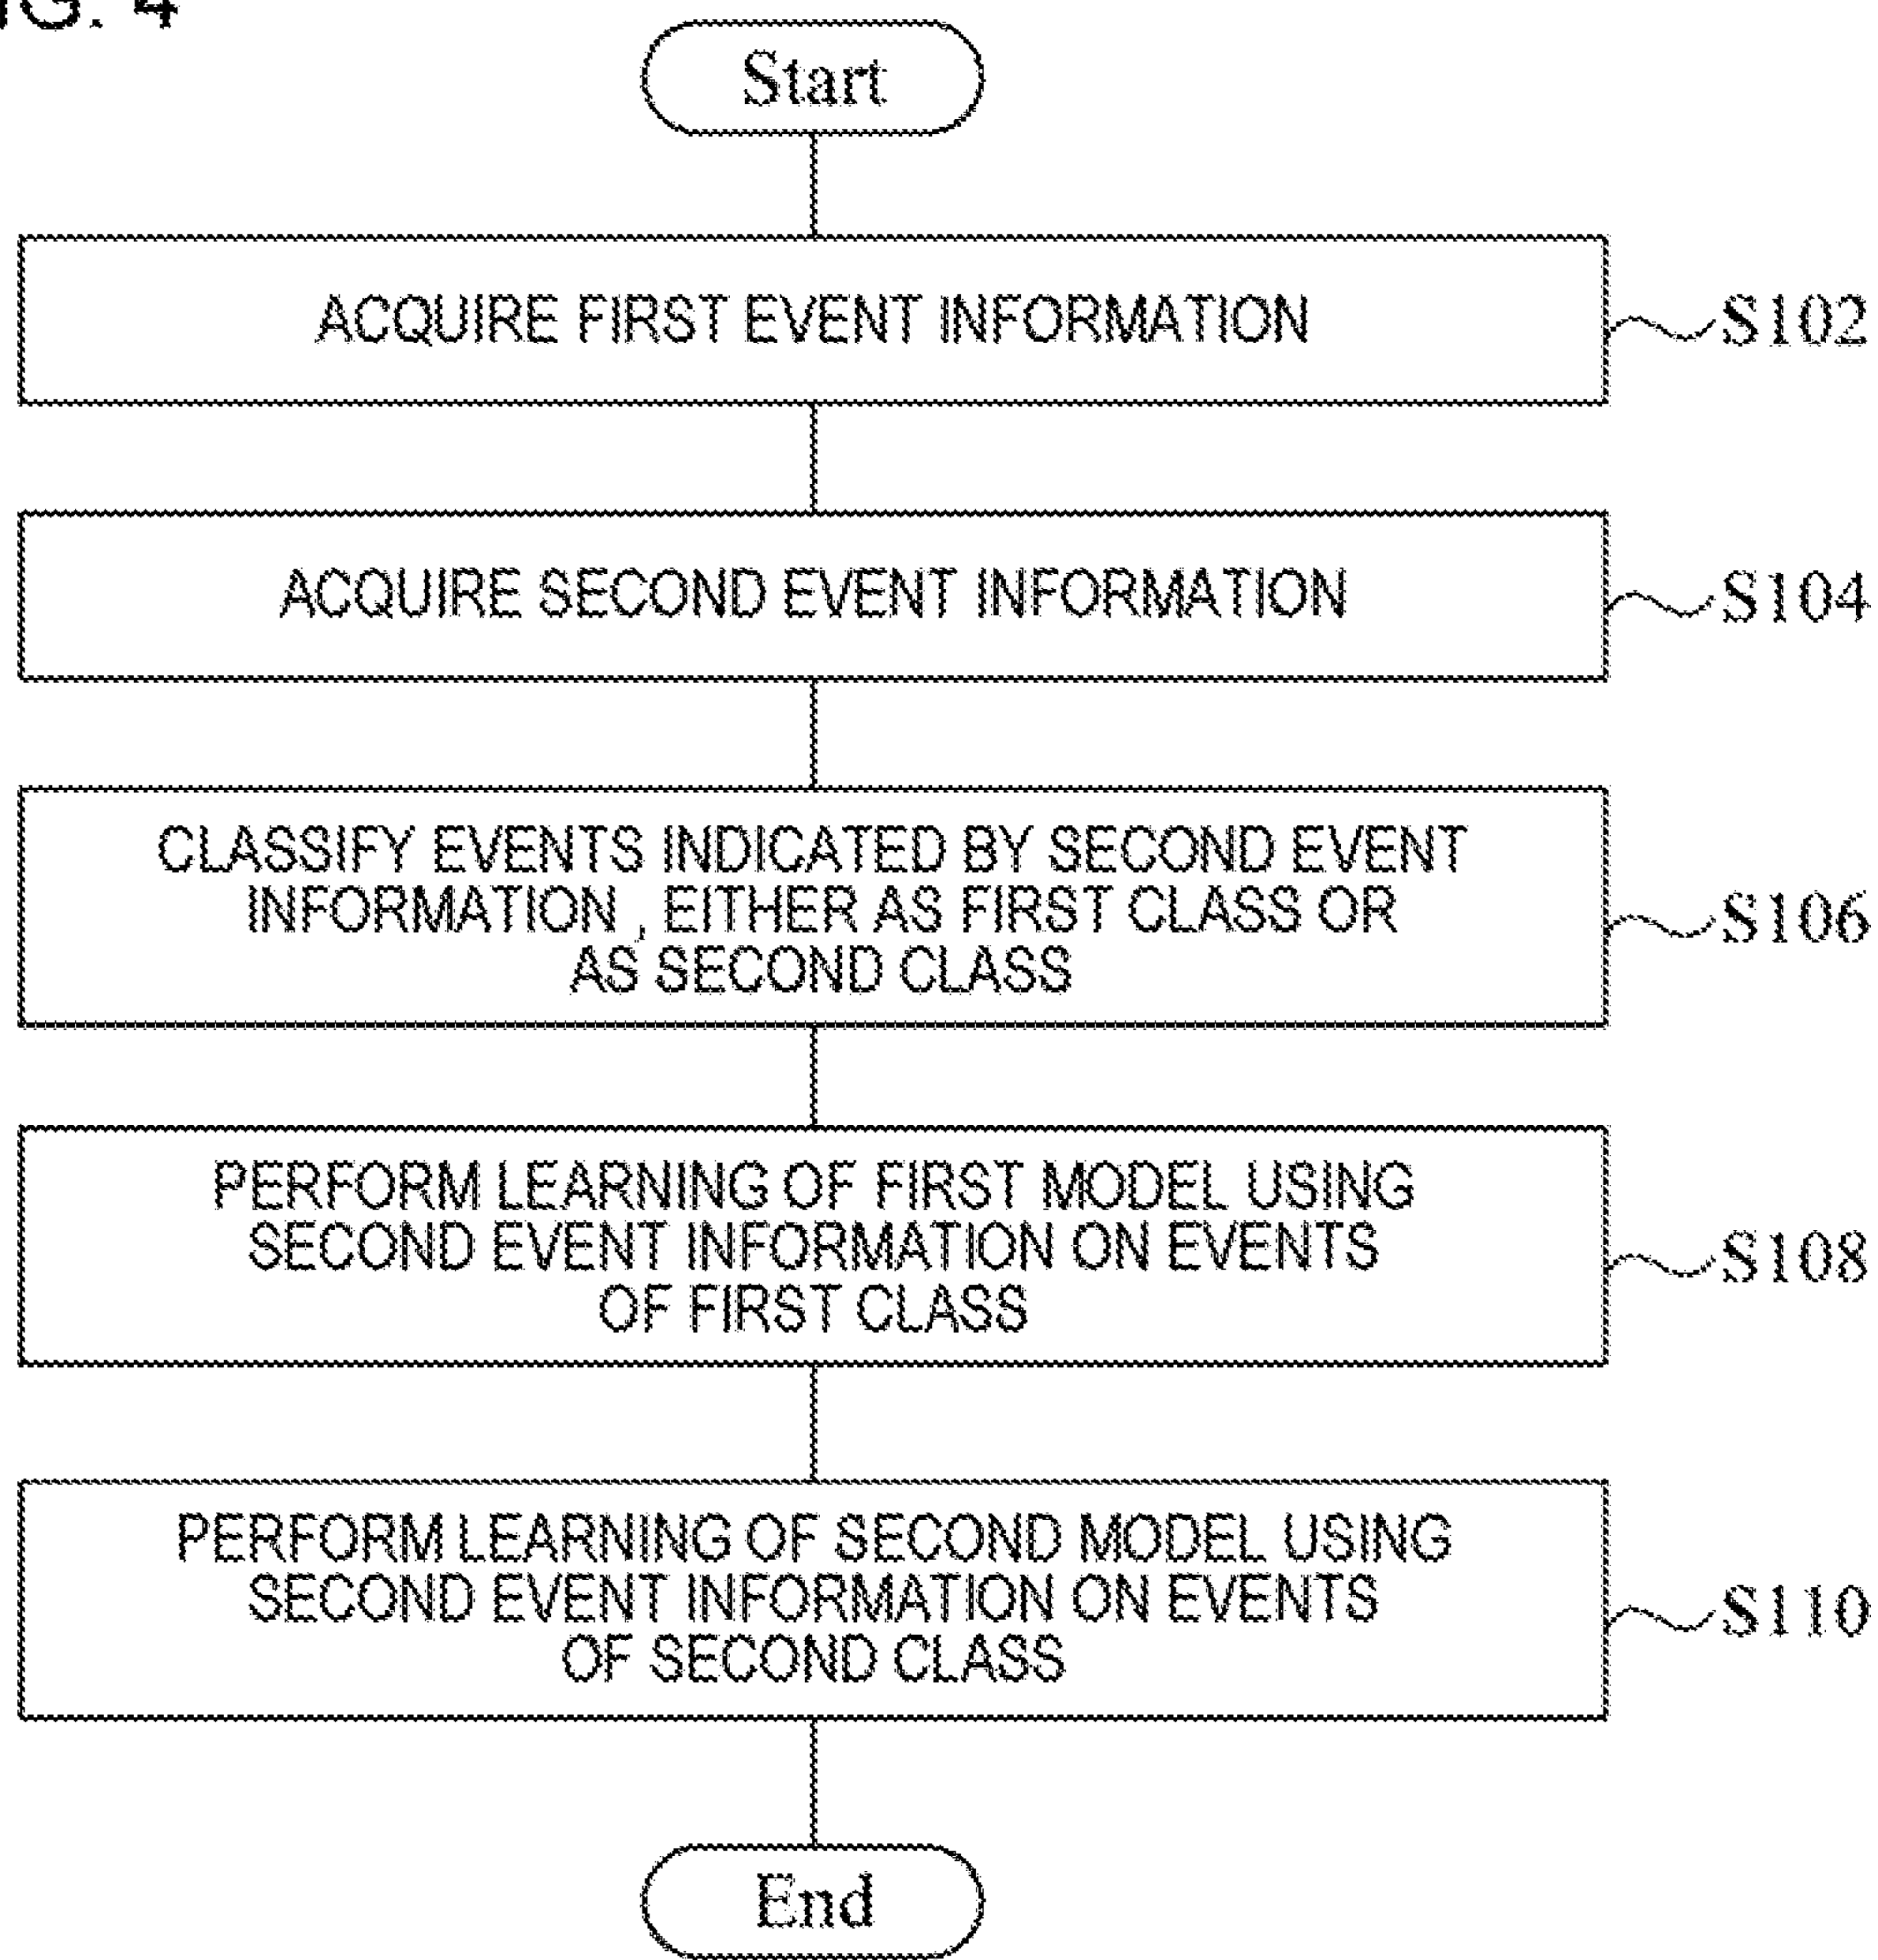 FIG. 4
Start
ACQUIRE FIRST EVENT INFORMATION
S102
ACQUIRE SECOND EVENT INFORMATION
S104
CLASSIFY EVENTS INDICATED BY SECOND EVENT
INFORMATION , EITHER AS FIRST CLASS OR
AS SECOND CLASS
S106
PERFORM LEARNING OF FIRST MODEL USING
SECOND EVENT INFORMATION ON EVENTS
OF FIRST CLASS
S108
PERFORM LEARNING OF SECOND MODEL USING
SECOND EVENT INFORMATION ON EVENTS
OF SECOND CLASS
S110
End